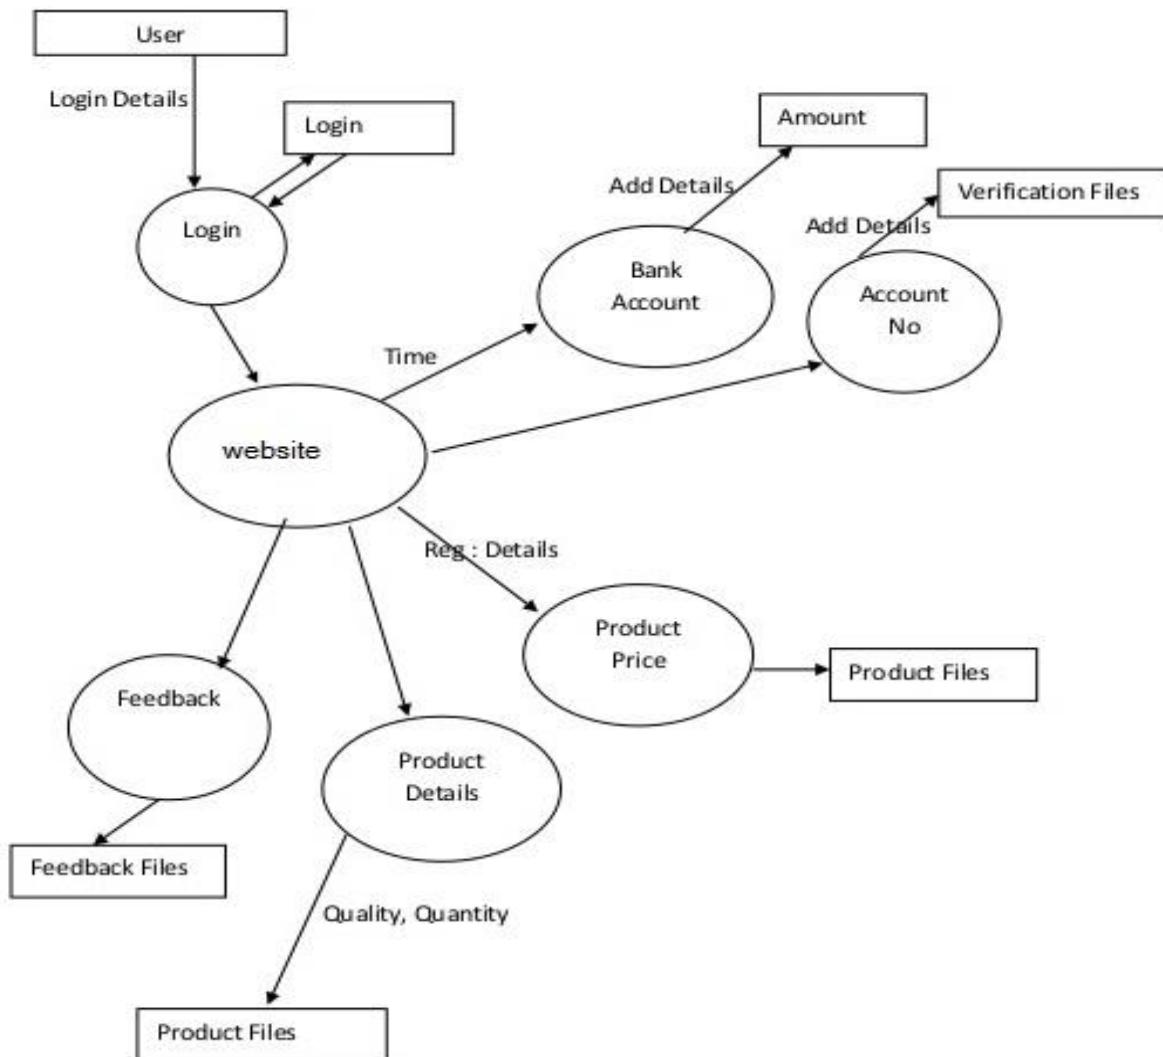 User
Login Details
Login
Amount
Add Details
Verification Files
Add Details
Login
Bank
Account
Account
No
Time
website
Reg : Details
Product
Price
Product Files
Feedback
Product
Details
Feedback Files
Quality, Quantity
Product Files